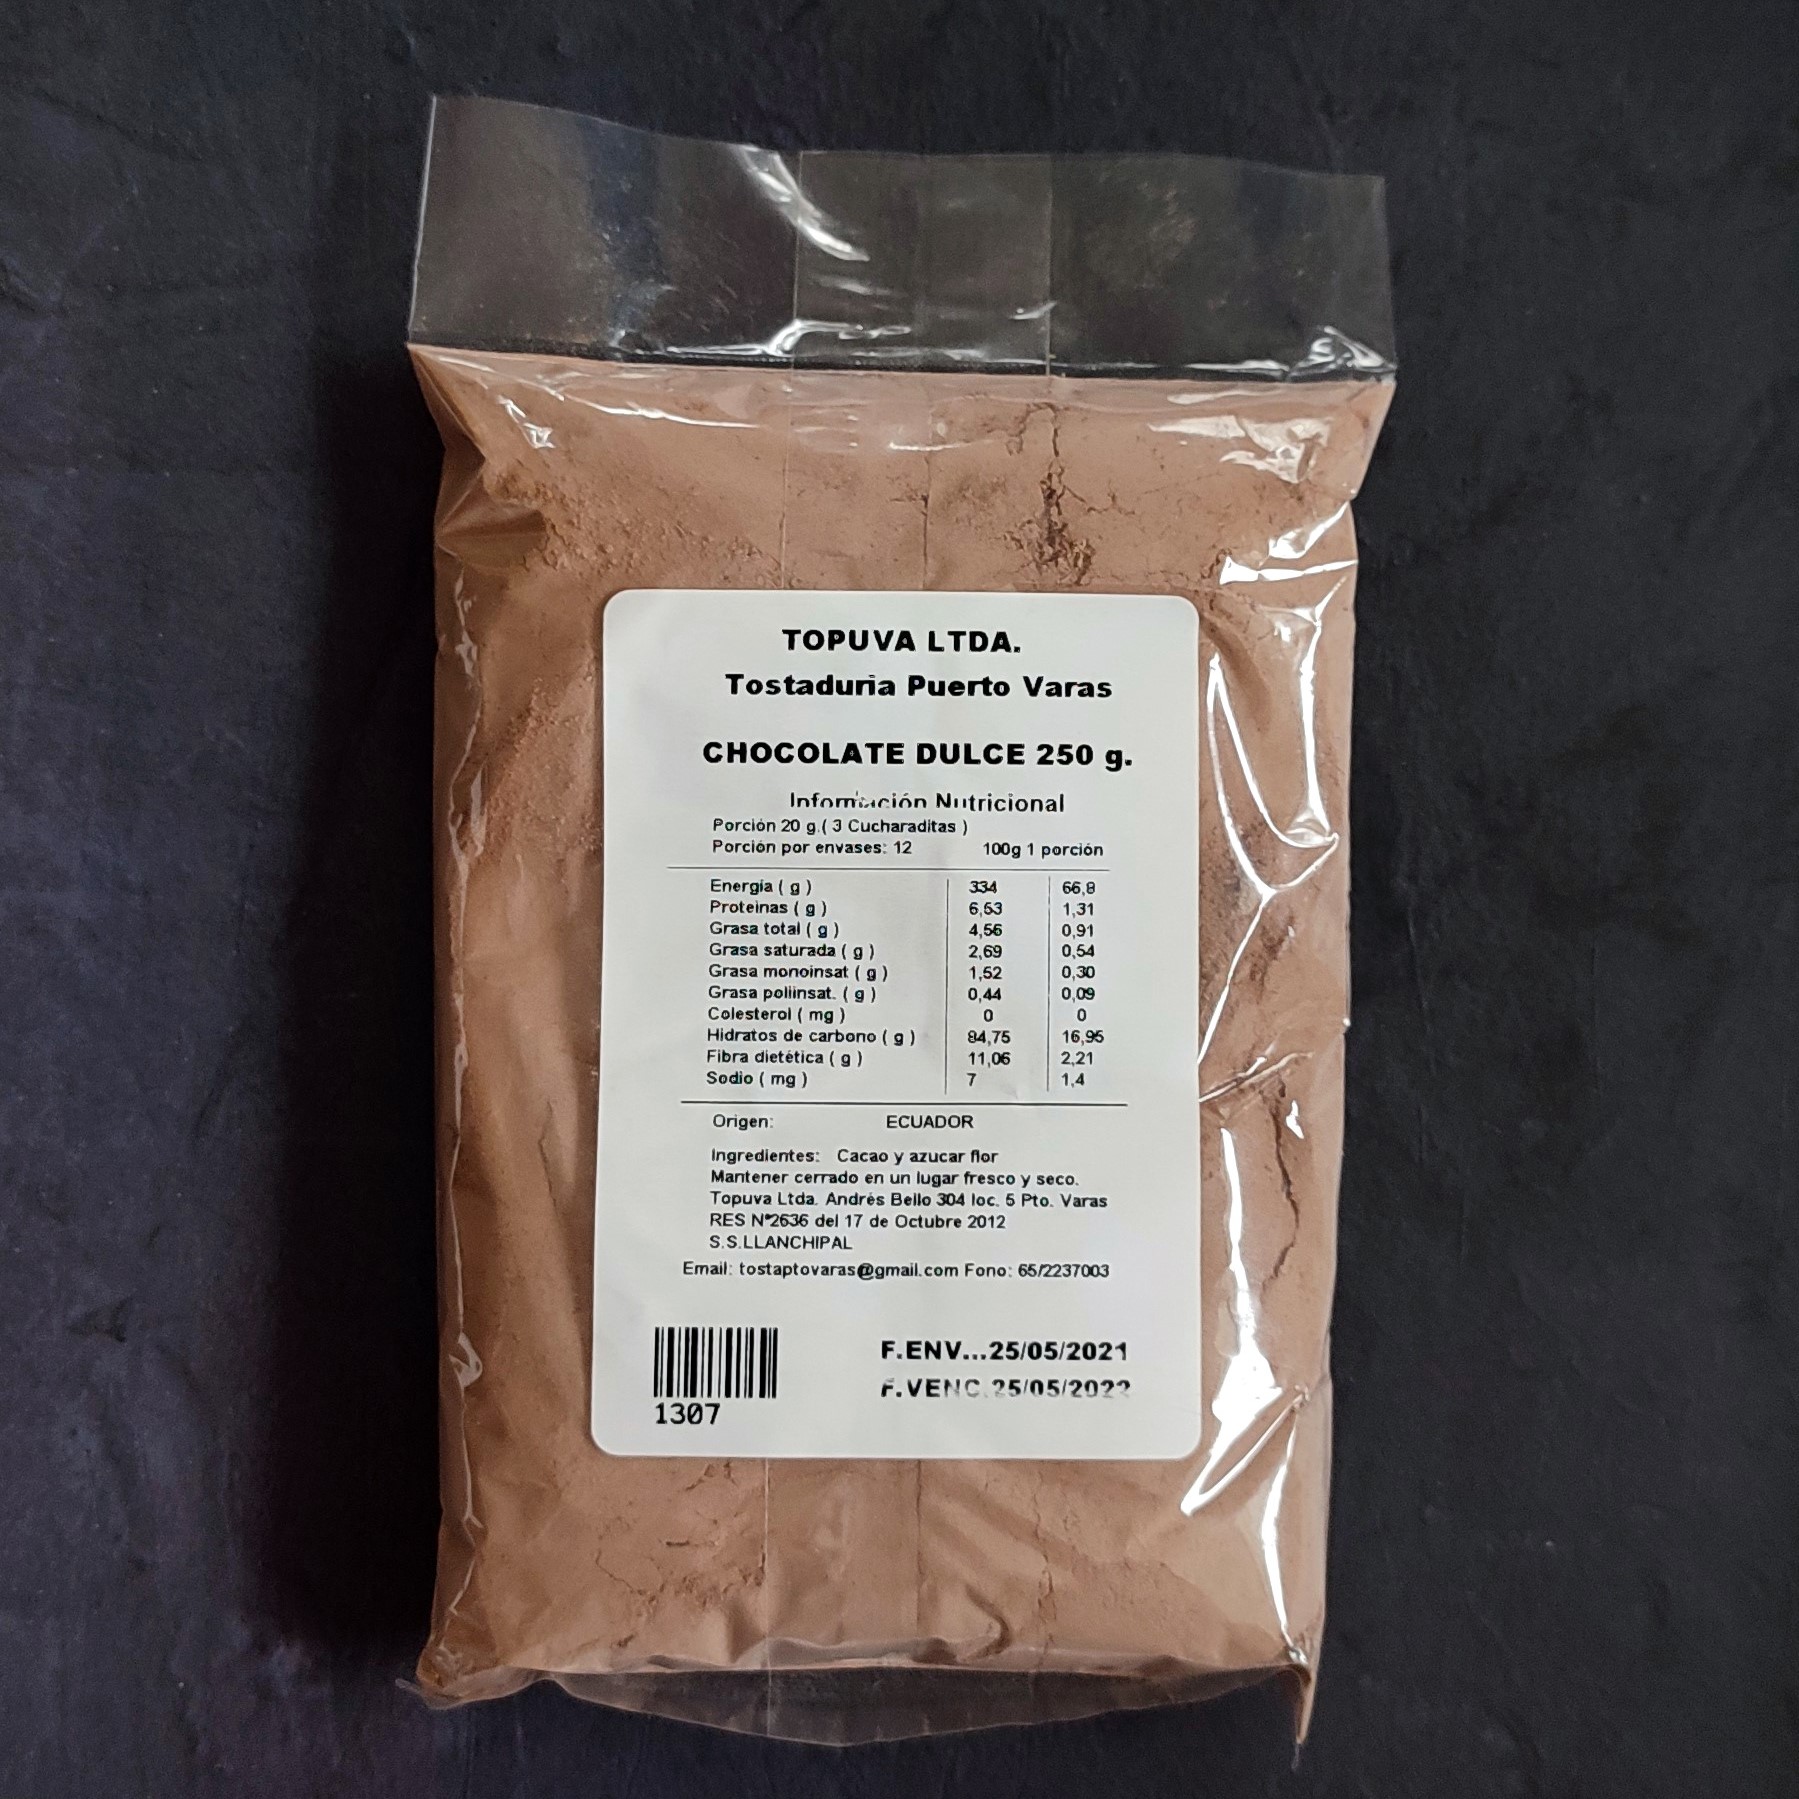 TOPUVA LTDA.
Tostaduria Puerto Varas
CHOCOLATE DULCE 250 g.
Información Nutricional
Porción 20 g.( 3 Cucharaditas )
Porción por envases: 12 100g 1 porción
Energia ( g ) 334 66,8
Proteinas ( g ) 6,53 1,31
Grasa total ( g ) 4,56 0,91
Grasa saturada ( g ) 2,69 0,54
Grasa monoinsat ( g ) 1,52 0,30
Grasa poliinsat. ( g ) 0,44 0,09
Colesterol ( mg ) 0 0
Hidratos de carbono ( g ) 84,75 16,95
Fibra dietética ( g ) 11,06 2,21
Sodio ( mg ) 7 1,4
Origen: ECUADOR
Ingredientes: Cacao y azucar flor
Mantener cerrado en un lugar fresco y seco.
Topuva Ltda. Andrés Bello 304 loc. 5 Pto. Varas
RES N°2636 del 17 de Octubre 2012
S.S.LLANCHIPAL
Email: tostaptovaras@gmail.com Fono: 65/2237003
F.ENV...25/05/2021
F.VENC.25/05/2022
1307